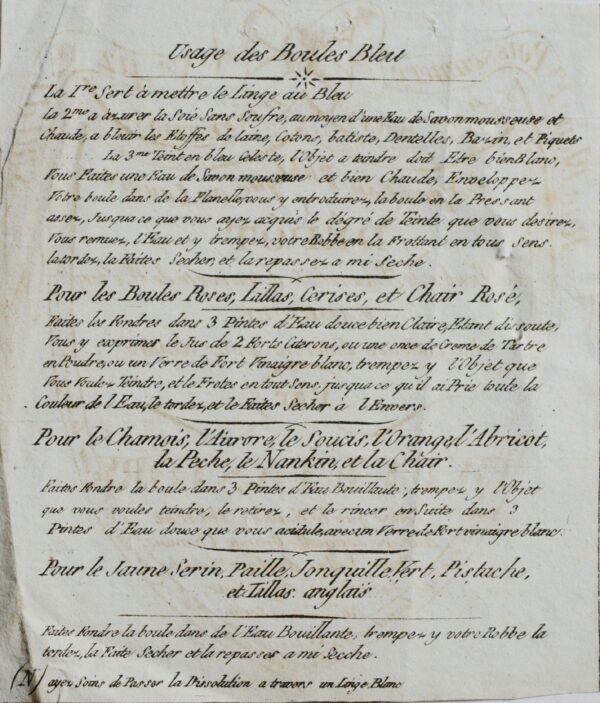 Usage des Boules Bleu
La 1re Sert à mettre le Linge au Bleu
La 2me a azurer la Soie Sans Soufre, au moyen d'une Eau de Savon mousseuse et
Chaude, a bleuir les Etoffes de laine, Cotons, batiste, Dentelles, Bazin, et Piquets
La 3me Teint en bleu Celeste, l'Objet a teindre doit Etre bien Blanc,
Vous Faites une Eau de Savon mousseuse et bien Chaude, Enveloppez
Votre boule dans de la Flanelle, vous y entroduirez, la boule en la Pressant
assez, Jusqua ce que vous ayez acquis le dégré de Teinte que vous desirez,
Vous remuez, l'Eau et y trempez, votre Robbe en la Frottant en tous Sens
la tordez, la Faites Secher, et la repassez a mi Seche.
Pour les Boules Roses, Lillas, Cerises, et Chair Rosé,
Faites les Fondres dans 3 Pintes d'Eau douce bien Claire, Etant dissoute,
Vous y exprimez le Jus de 2 Forts Citerons, ou une once de Crème de Tartre
en Poudre, ou un Verre de Fort Vinaigre blanc, trempez y l'Objet que
Vous Voulez Teindre, et le Frotes en tout Sens jusqua ce qu'il ai Prie toute la
Couleur de l'Eau, le tordez, et le Faites Secher à l'Envers.
Pour le Chamois, l'Aurore, le Soucis, l'Orange, l'Abricot,
la Peche, le Nankin, et la Chair.
Faites Fondre la boule dans 3 Pintes d'Eau Bouillante, trempez y l'Objet
que vous voules teindre, le retirez, et le rincer en Suite dans 3
Pintes d'Eau douce que vous acidule, avec un Verre de Fort vinaigre blanc.
Pour le Jaune Serin, Paille, Jonquille, Vert, Pistache,
et Lillas anglais
Faites Fondre la boule dans de l'Eau Bouillante, trempez y votre Robbe la
tordez, la Faite Secher et la repasses a mi Secche.
(N) ayez Soins de Passer la Dissolution a travers un Linge Blanc